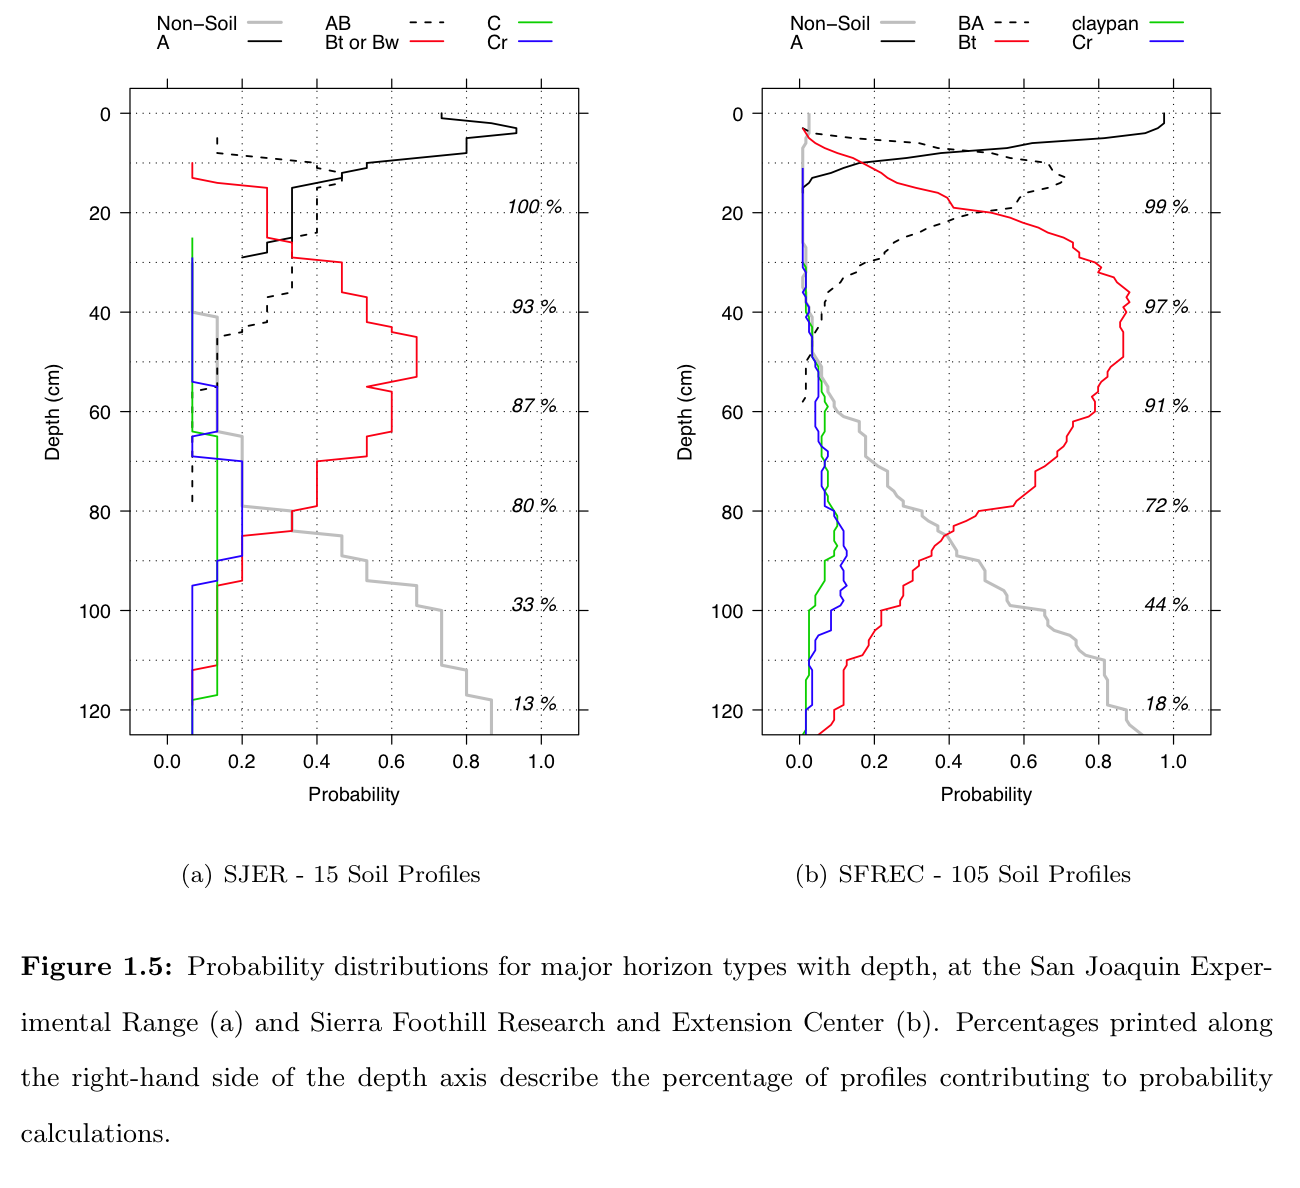 Non−Soil AB C
A Bt or Bw Cr
0
20
40
60
80
100
120
Depth (cm)
100 %
93 %
87 %
80 %
33 %
13 %
0.0 0.2 0.4 0.6 0.8 1.0
Probability
(a) SJER - 15 Soil Profiles
Non−Soil BA claypan
A Bt Cr
0
20
40
60
80
100
120
Depth (cm)
99 %
97 %
91 %
72 %
44 %
18 %
0.0 0.2 0.4 0.6 0.8 1.0
Probability
(b) SFREC - 105 Soil Profiles
Figure 1.5: Probability distributions for major horizon types with depth, at the San Joaquin Exper-
imental Range (a) and Sierra Foothill Research and Extension Center (b). Percentages printed along
the right-hand side of the depth axis describe the percentage of profiles contributing to probability
calculations.